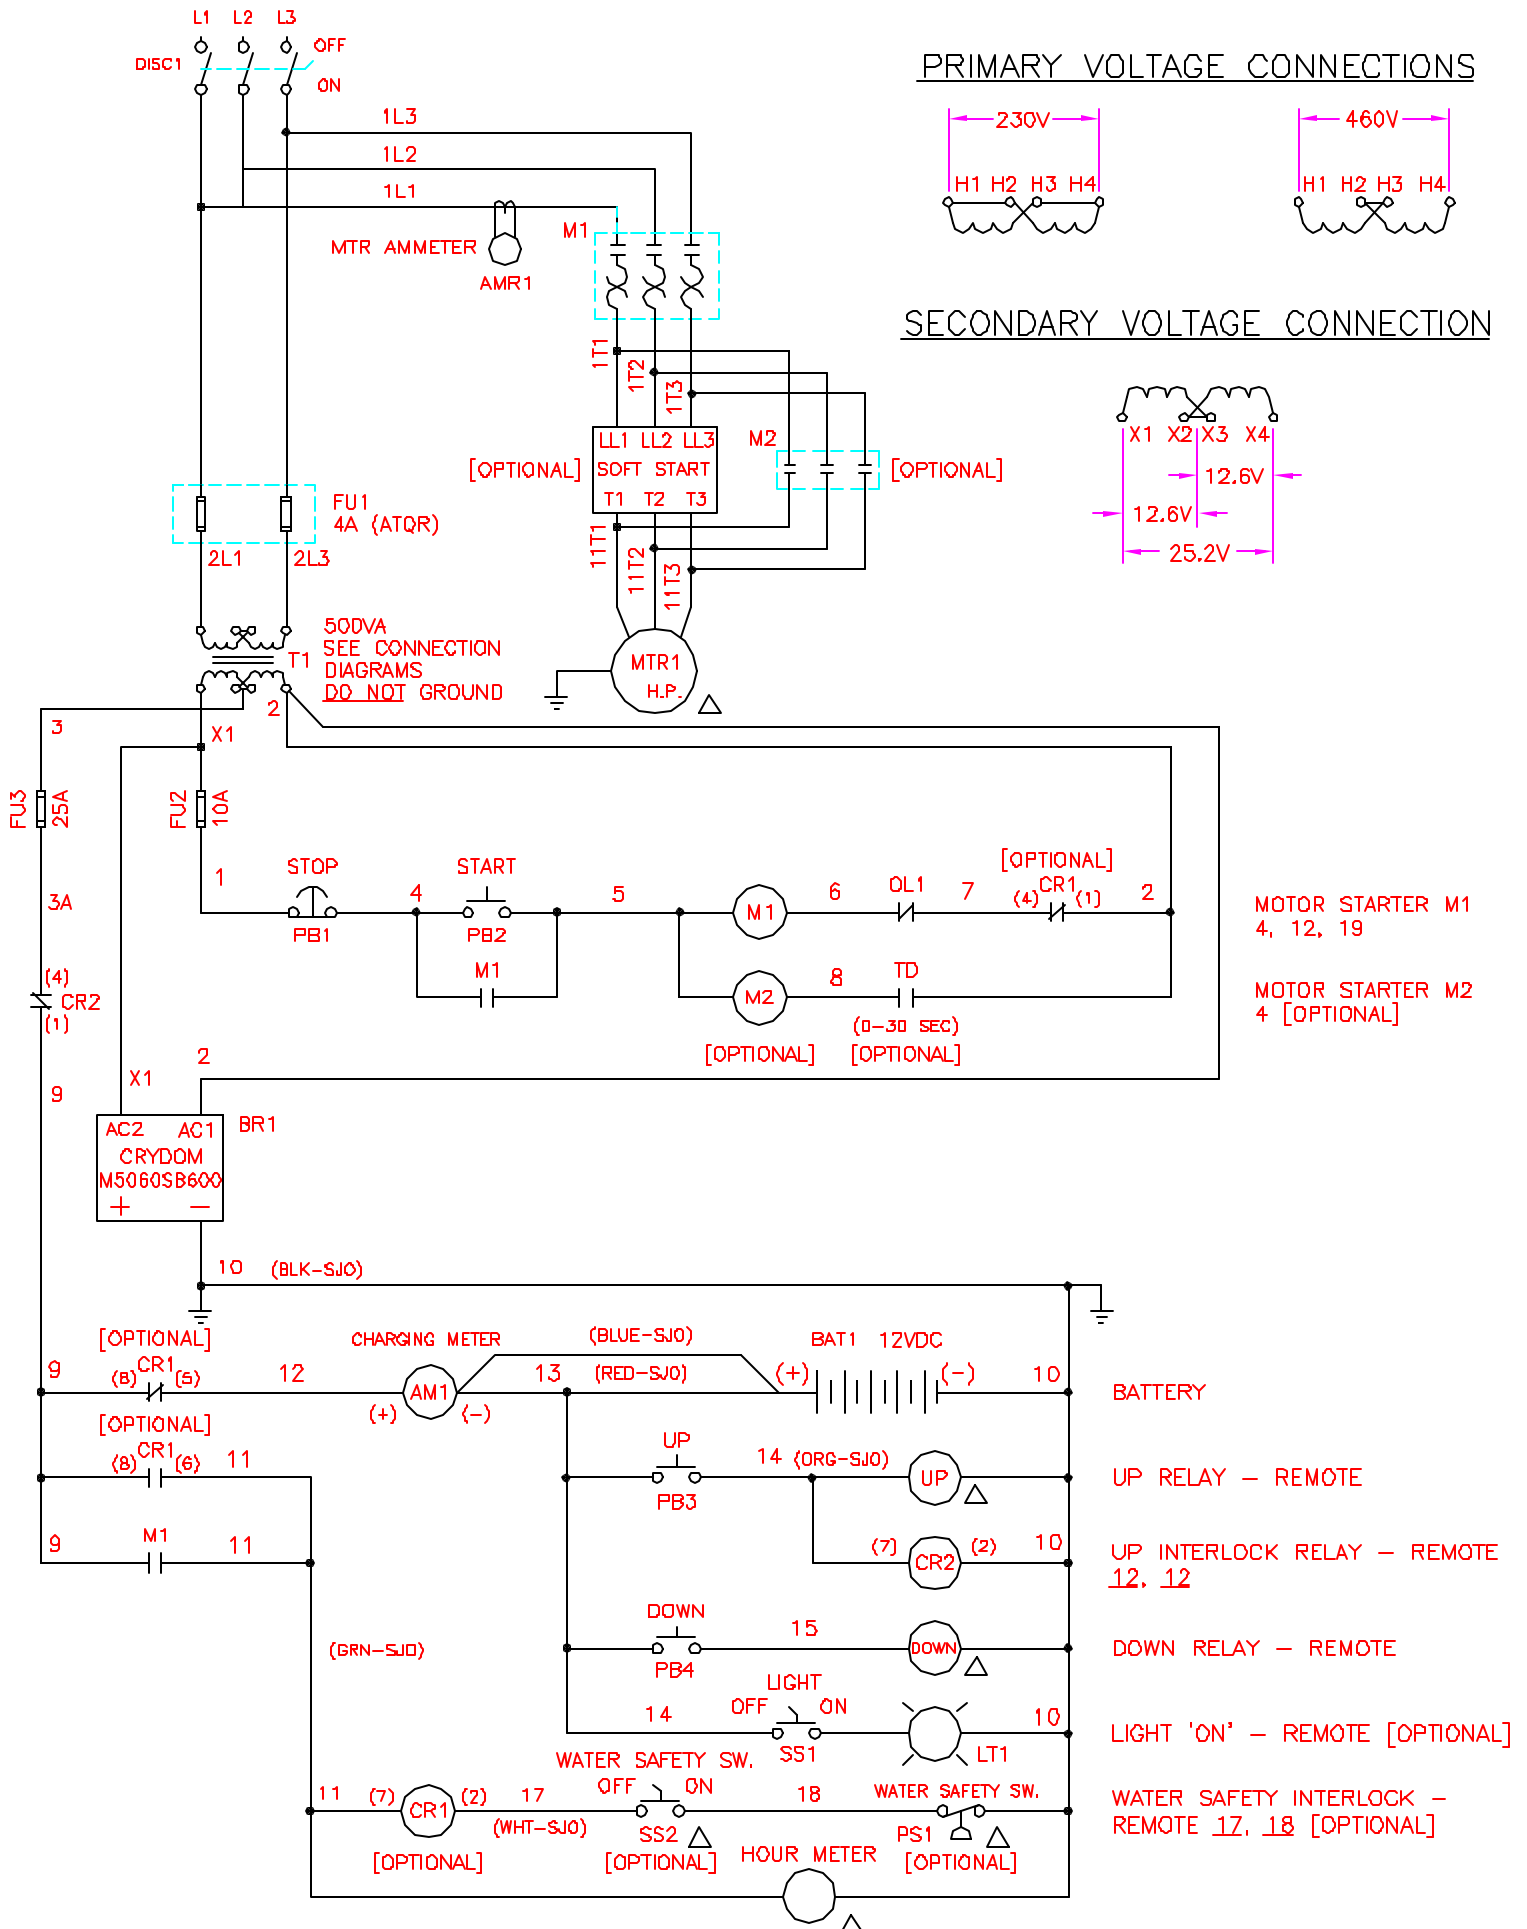 L1 L2 L3
OFF
DISC1
ON
PRIMARY VOLTAGE CONNECTIONS
1L3
230V
460V
1L2
1L1
H1 H2 H3 H4
H1 H2 H3 H4
M1
MTR AMMETER
AMR1
SECONDARY VOLTAGE CONNECTION
1T1
1T2
1T3
X1 X2 X3 X4
LL1 LL2 LL3
M2
[OPTIONAL]
SOFT START
[OPTIONAL]
12.6V
T1 T2 T3
FU1
4A (ATQR)
12.6V
11T1
11T2
11T3
2L1
2L3
25.2V
500VA
SEE CONNECTION
DIAGRAMS
DO NOT GROUND
T1
MTR1
H.P.
3
2
X1
FU3
25A
FU2
10A
STOP
START
[OPTIONAL]
1
4
5
6
OL1
7
(4)
CR1
(1)
2
3A
M1
MOTOR STARTER M1
4, 12, 19
PB1
PB2
(4)
CR2
(1)
M1
M2
8
TD
(0-30 SEC)
[OPTIONAL]
[OPTIONAL]
MOTOR STARTER M2
4 [OPTIONAL]
2
X1
9
AC2 AC1
BR1
CRYDOM
M5060SB600
+ −
10
(BLK-SJO)
[OPTIONAL]
CHARGING METER
(BLUE-SJO)
BAT1 12VDC
9
(8)
CR1
(5)
12
13
(RED-SJO)
(+)
(-)
10
AM1
(+)
(-)
BATTERY
[OPTIONAL]
(8)
CR1
(6)
11
UP
14
(ORG-SJO)
UP
PB3
UP RELAY - REMOTE
9
M1
11
(7)
CR2
(2)
10
UP INTERLOCK RELAY - REMOTE
12, 12
DOWN
15
(GRN-SJO)
PB4
DOWN
DOWN RELAY - REMOTE
LIGHT
OFF ON
14
10
SS1
LT1
LIGHT 'ON' - REMOTE [OPTIONAL]
WATER SAFETY SW.
OFF ON
11
(7)
CR1
(2)
17
(WHT-SJO)
18
WATER SAFETY SW.
WATER SAFETY INTERLOCK -
REMOTE 17, 18 [OPTIONAL]
SS2
PS1
[OPTIONAL]
[OPTIONAL]
HOUR METER
[OPTIONAL]